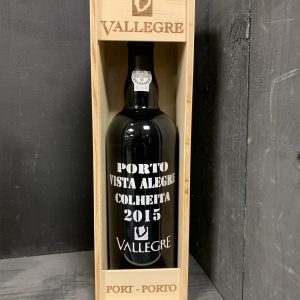 VALLEGRE
PORTO
VISTA ALEGRE
COLHEITA
2015
VALLEGRE
PORT - PORTO